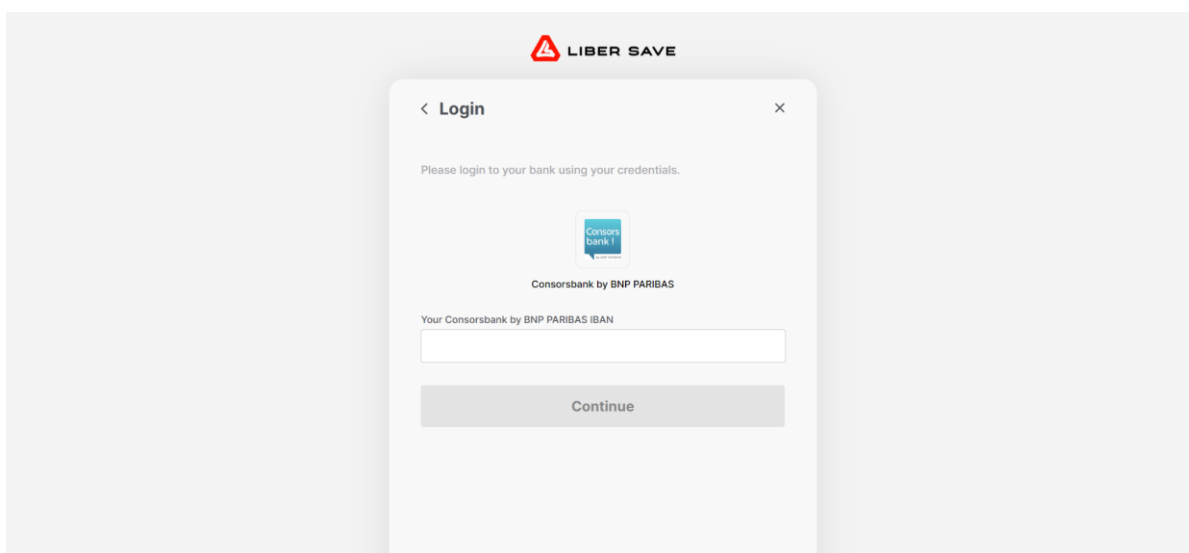 LIBER SAVE
Login
Please login to your bank using your credentials.
Consors
bank!
Consorsbank by BNP PARIBAS
Your Consorsbank by BNP PARIBAS IBAN
Continue